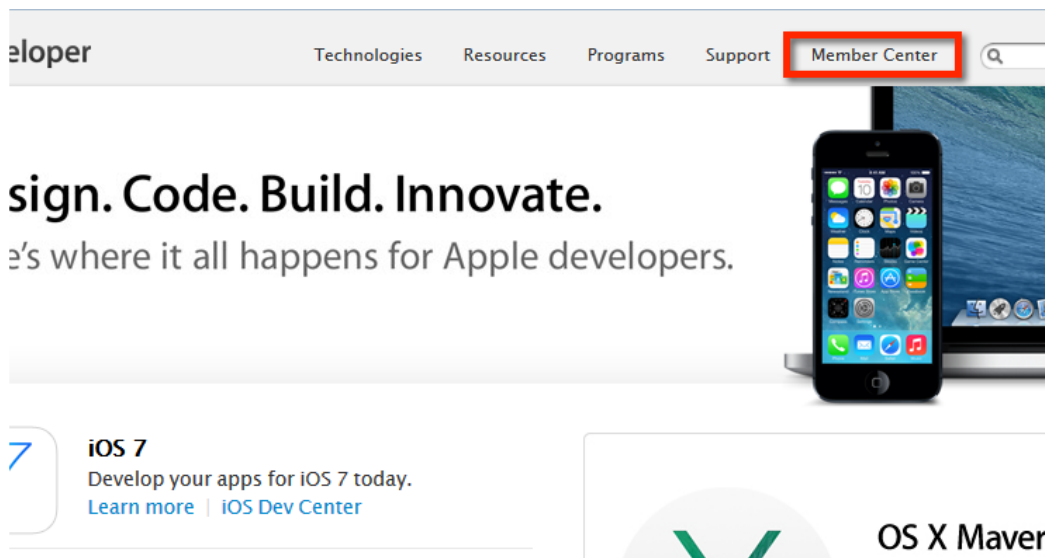 eloper
Technologies Resources Programs Support Member Center
sign. Code. Build. Innovate.
e's where it all happens for Apple developers.
iOS 7
Develop your apps for iOS 7 today.
Learn more | iOS Dev Center
OS X Maver